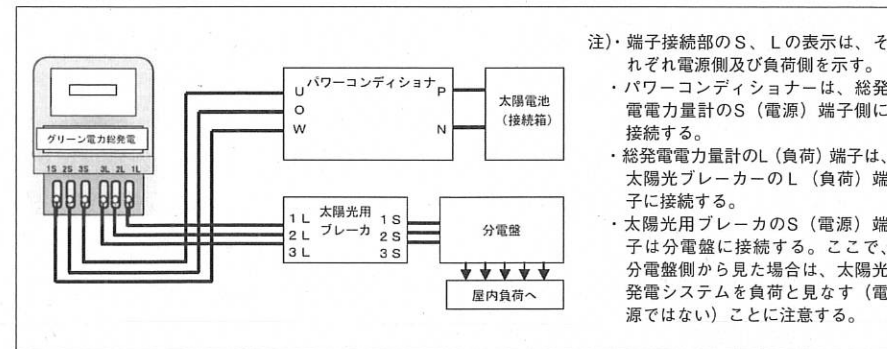 グリーン電力総発電
1S 2S 3S 3L 2L 1L
パワーコンディショナ
U
O
W
P
N
太陽電池
(接続箱)
太陽光用
ブレーカ
1 L
2 L
3 L
1 S
2 S
3 S
分電盤
屋内負荷へ
注)・端子接続部のS、Lの表示は、そ
れぞれ電源側及び負荷側を示す。
・パワーコンディショナーは、総発
電電力量計のS(電源)端子側に
接続する。
・総発電電力量計のL(負荷)端子は、
太陽光ブレーカーのL(負荷)端
子に接続する。
・太陽光用ブレーカのS(電源)端
子は分電盤に接続する。ここで、
分電盤側から見た場合は、太陽光
発電システムを負荷と見なす(電
源ではない)ことに注意する。